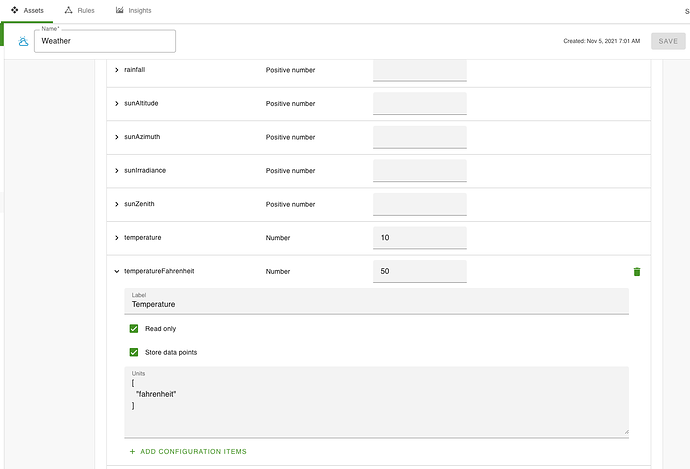 Assets Rules Insights S
Name*
Weather
Created: Nov 5, 2021 7:01 AM SAVE
rainfall Positive number
sunAltitude Positive number
sunAzimuth Positive number
sunIrradiance Positive number
sunZenith Positive number
temperature Number 10
temperatureFahrenheit Number 50
Label
Temperature
Read only
Store data points
Units
[
"fahrenheit"
]
+ ADD CONFIGURATION ITEMS